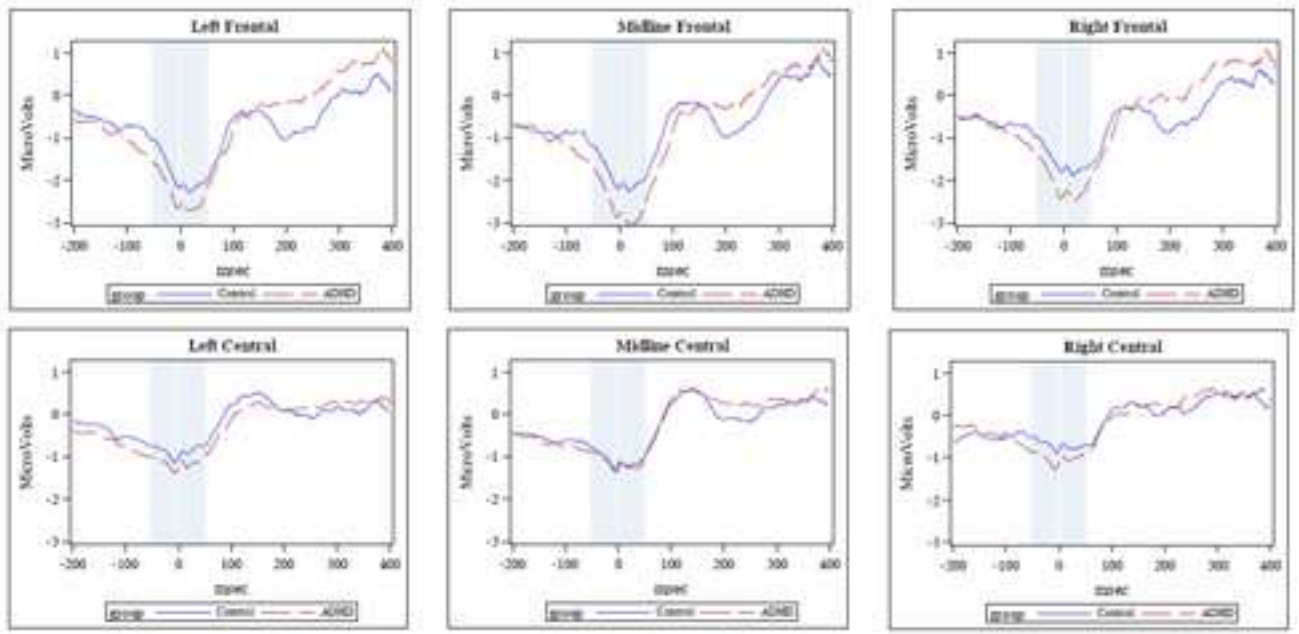 Left Frontal
1
0
-1
-2
-3
MicroVolts
-200 -100 0 100 200 300 400
msec
group Control ADHD
Midline Frontal
1
0
-1
-2
-3
MicroVolts
-200 -100 0 100 200 300 400
msec
group Control ADHD
Right Frontal
1
0
-1
-2
-3
MicroVolts
-200 -100 0 100 200 300 400
msec
group Control ADHD
Left Central
1
0
-1
-2
-3
MicroVolts
-200 -100 0 100 200 300 400
msec
group Control ADHD
Midline Central
1
0
-1
-2
-3
MicroVolts
-200 -100 0 100 200 300 400
msec
group Control ADHD
Right Central
1
0
-1
-2
-3
MicroVolts
-200 -100 0 100 200 300 400
msec
group Control ADHD